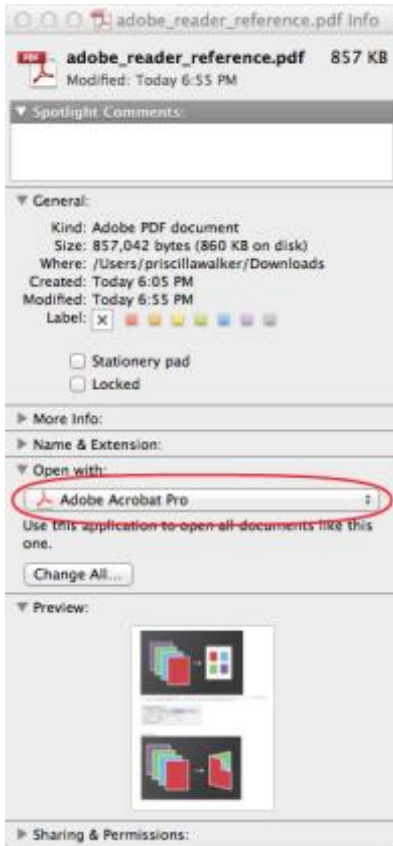 adobe_reader_reference.pdf Info
adobe_reader_reference.pdf 857 KB
Modified: Today 6:55 PM
Spotlight Comments:
General:
Kind: Adobe PDF document
Size: 857,042 bytes (860 KB on disk)
Where: /Users/priscillawalker/Downloads
Created: Today 6:05 PM
Modified: Today 6:55 PM
Label:
Stationery pad
Locked
More Info:
Name & Extension:
Open with:
Adobe Acrobat Pro
Use this application to open all documents like this
one.
Change All...
Preview:
Sharing & Permissions: